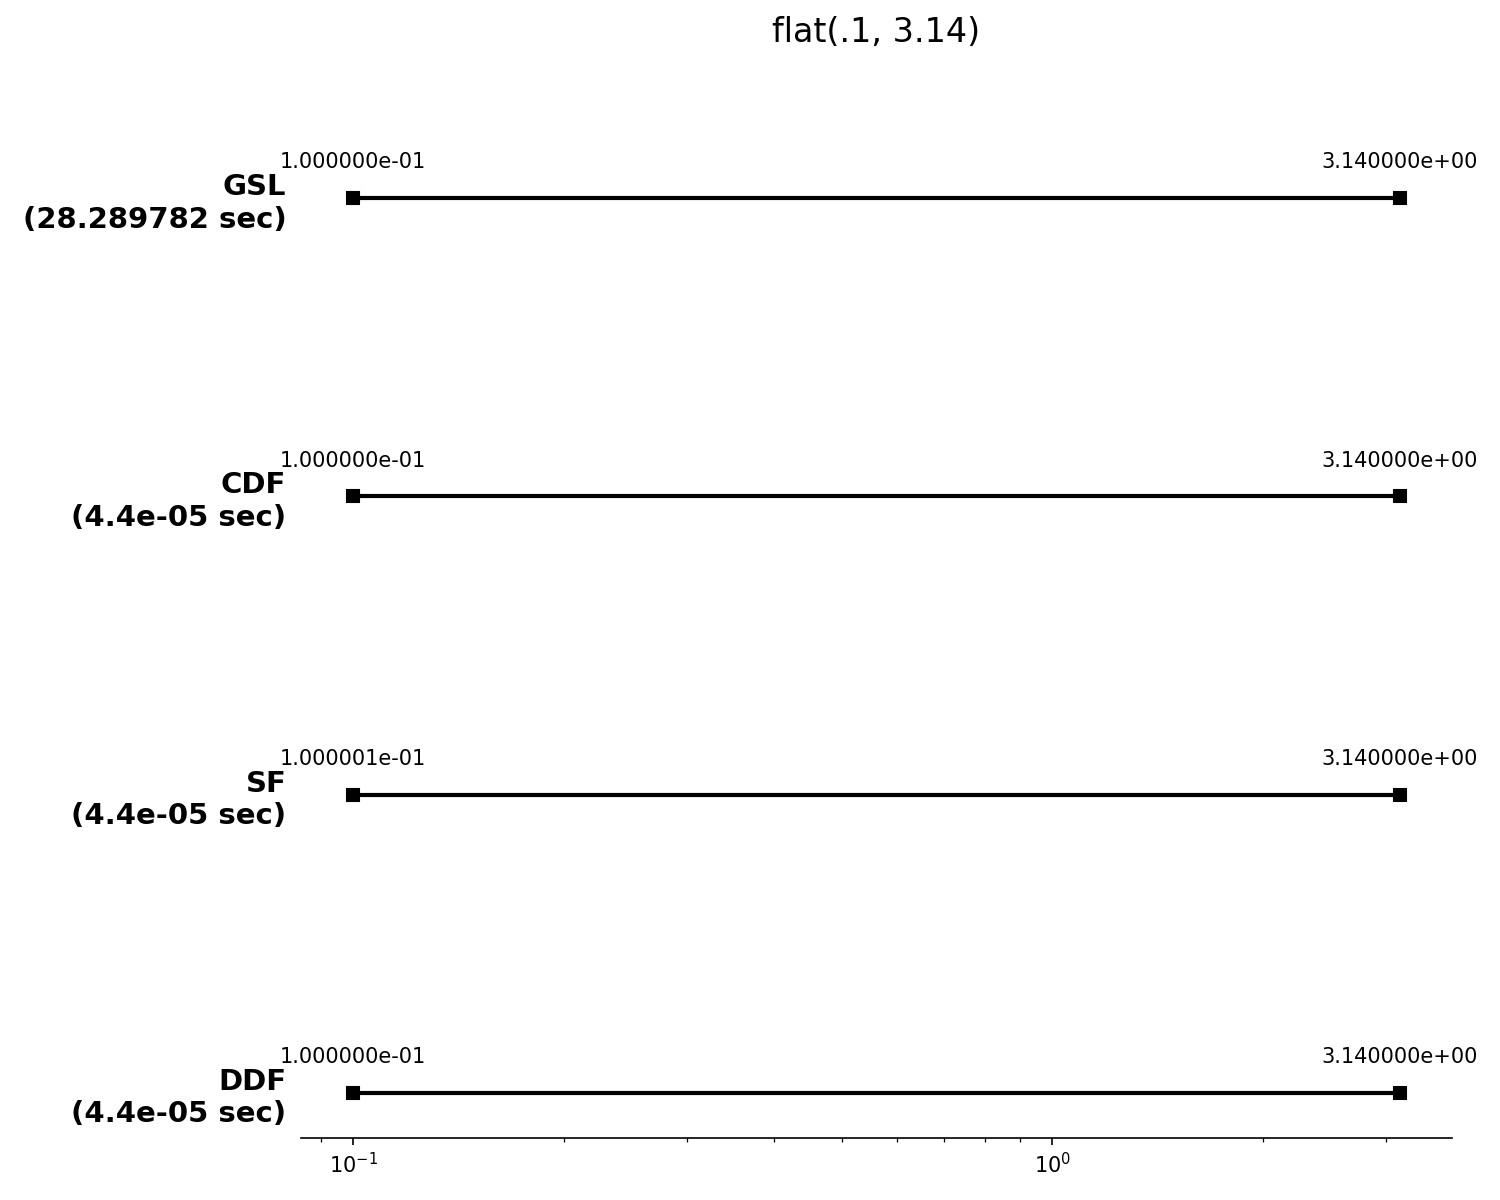 flat(.1, 3.14)
1.000000e-01
3.140000e+00
GSL
(28.289782 sec)
1.000000e-01
3.140000e+00
CDF
(4.4e-05 sec)
1.000001e-01
3.140000e+00
SF
(4.4e-05 sec)
1.000000e-01
3.140000e+00
DDF
(4.4e-05 sec)
10⁻¹
10⁰